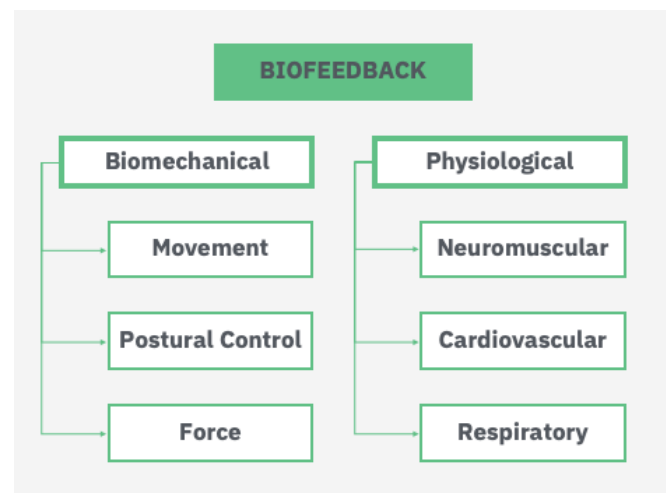 BIOFEEDBACK
Biomechanical
Movement
Postural Control
Force
Physiological
Neuromuscular
Cardiovascular
Respiratory